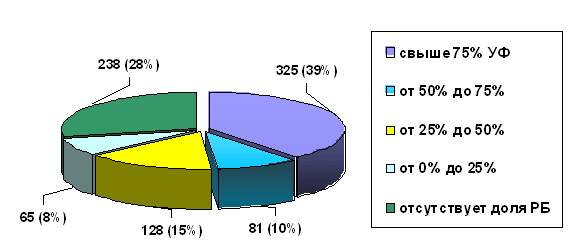 238 (28%)
325 (39%)
65 (8%)
128 (15%)
81 (10%)
свыше 75% УФ
от 50% до 75%
от 25% до 50%
от 0% до 25%
отсутствует доля РБ